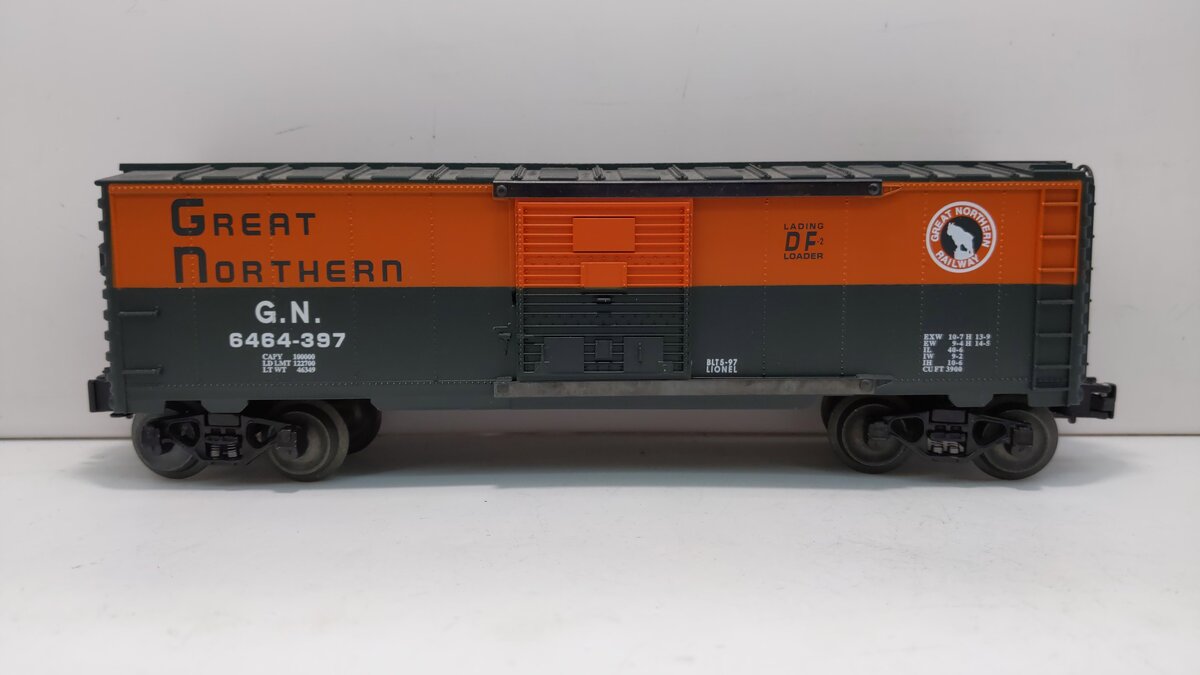 GREAT
NORTHERN
G.N.
6464-397
CAPY 100000
LD LMT 122700
LT WT 46349
BLT5-97
LIONEL
LADING
DF-2
LOADER
GREAT NORTHERN
RAILWAY
EXW 10-7 H 13-9
EW 9-4 H 14-5
IL 40-6
IW 9-2
IH 10-6
CU FT 3900